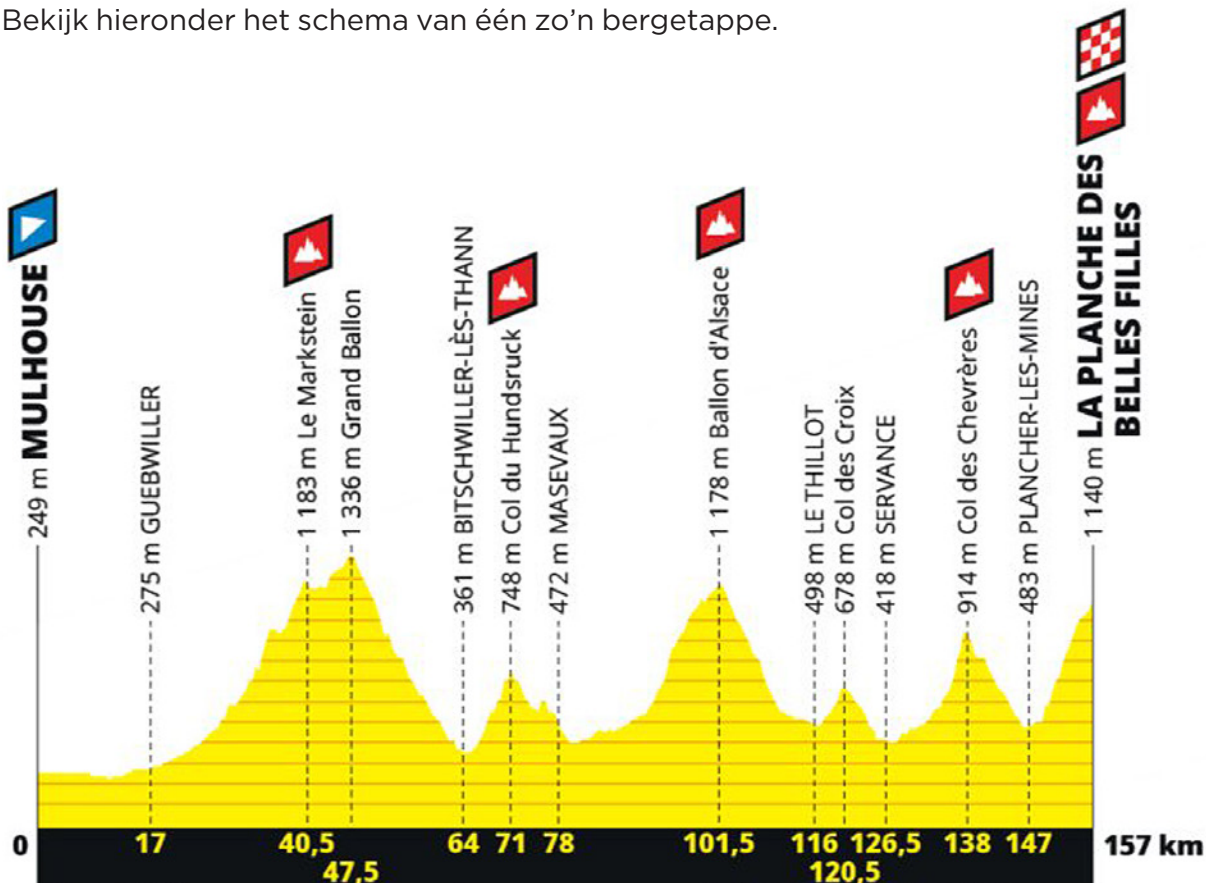 Bekijk hieronder het schema van één zo’n bergetappe.
249 m MULHOUSE
275 m GUEBWILLER
1 183 m Le Markstein
1 336 m Grand Ballon
361 m BITSCHWILLER-LÈS-THANN
748 m Col du Hundsruck
472 m MASEVAUX
1 178 m Ballon d'Alsace
498 m LE THILLOT
678 m Col des Croix
418 m SERVANCE
914 m Col des Chevrères
483 m PLANCHER-LES-MINES
1 140 m LA PLANCHE DES
BELLES FILLES
0 17 40,5 64 71 78 101,5 116 126,5 138 147 157 km
47,5 120,5